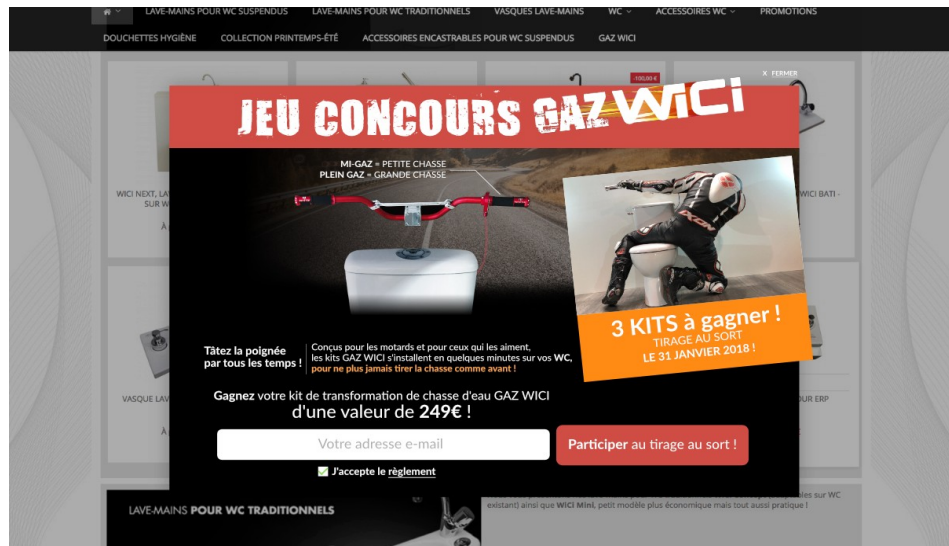 LAVE-MAINS POUR WC SUSPENDUS LAVE-MAINS POUR WC TRADITIONNELS VASQUES LAVE-MAINS WC ACCESSOIRES WC PROMOTIONS
DOUCHETTES HYGIÈNE COLLECTION PRINTEMPS-ÉTÉ ACCESSOIRES ENCASTRABLES POUR WC SUSPENDUS GAZ WICI
-100,00 €
X FERMER
JEU CONCOURS GAZ WiCi
MI-GAZ = PETITE CHASSE
PLEIN GAZ = GRANDE CHASSE
IXON
WICI NEXT, LA
SUR W
WICI BATI -
À
3 KITS à gagner !
TIRAGE AU SORT
LE 31 JANVIER 2018 !
Tâtez la poignée
par tous les temps !
Conçus pour les motards et pour ceux qui les aiment,
les kits GAZ WICI s'installent en quelques minutes sur vos WC,
pour ne plus jamais tirer la chasse comme avant !
VASQUE LAV
OUR ERP
À
Gagnez votre kit de transformation de chasse d'eau GAZ WICI
d'une valeur de 249€ !
Votre adresse e-mail
Participer au tirage au sort !
J'accepte le règlement
LAVE-MAINS POUR WC TRADITIONNELS
sur WC
existant) ainsi que WiCi Mini, petit modèle plus économique mais tout aussi pratique !